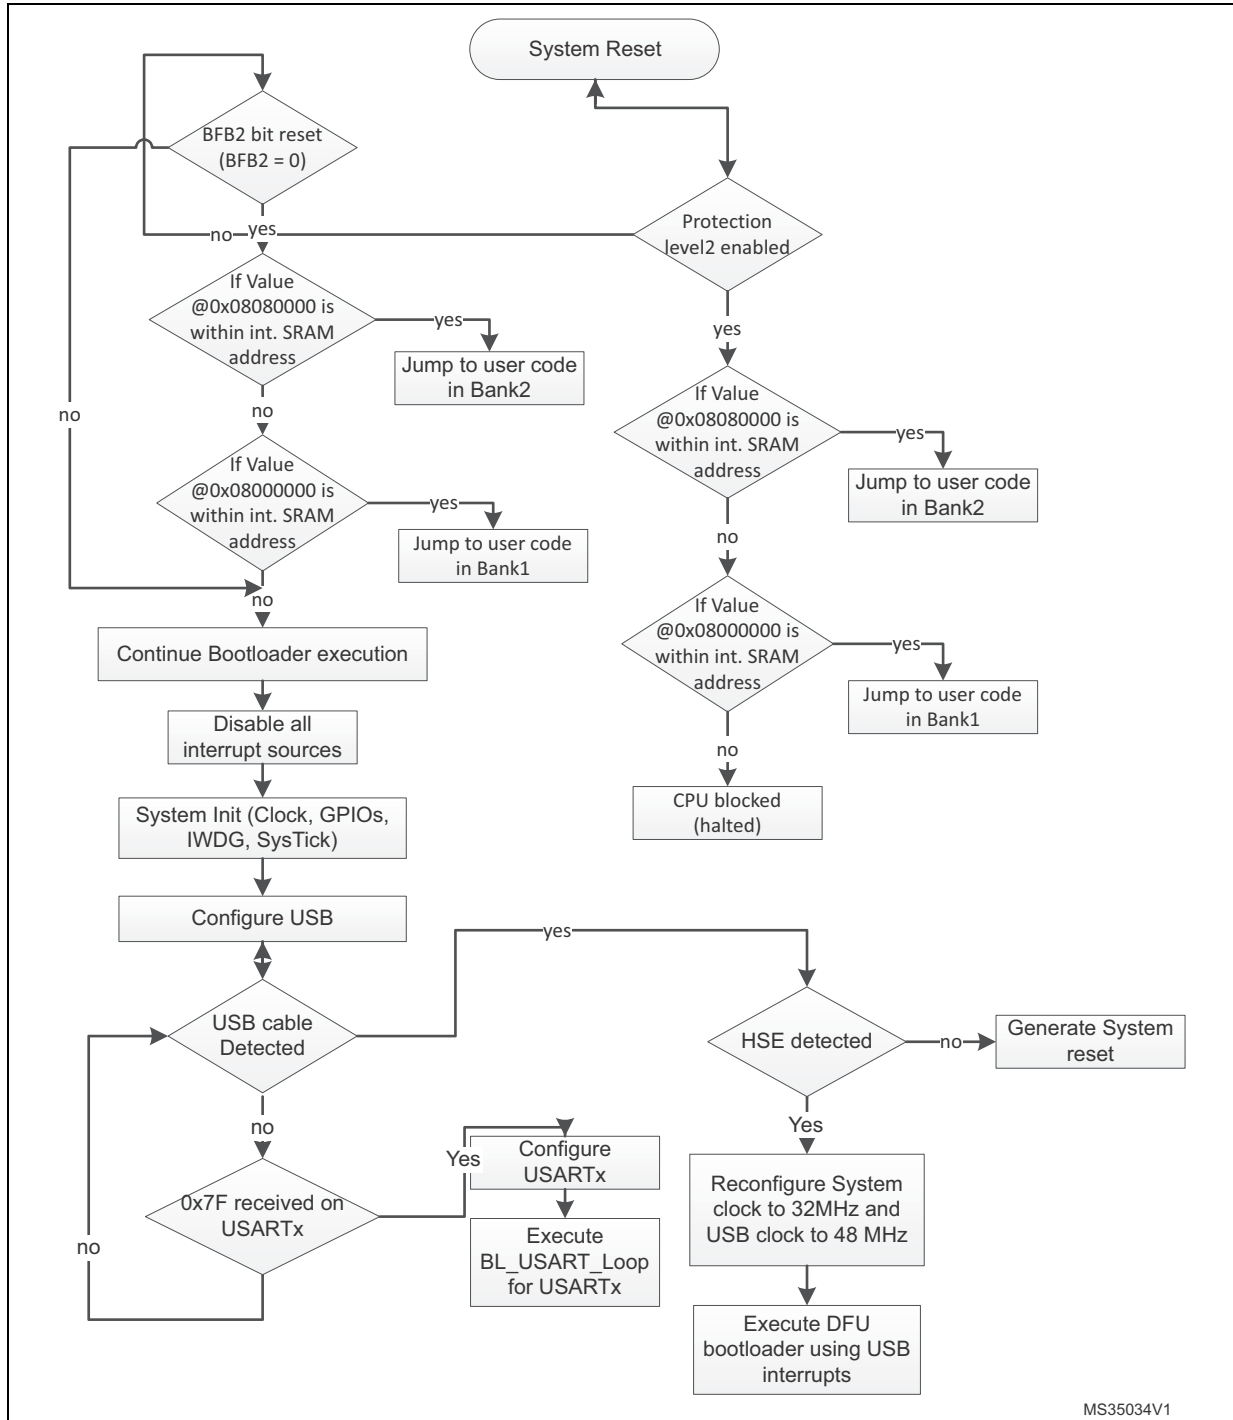 System Reset
BFB2 bit reset
(BFB2 = 0)
Protection
level2 enabled
no
yes
If Value
@0x08080000 is
within int. SRAM
address
yes
Jump to user code
in Bank2
yes
no
no
If Value
@0x08080000 is
within int. SRAM
address
yes
Jump to user code
in Bank2
If Value
@0x08000000 is
within int. SRAM
address
yes
Jump to user code
in Bank1
no
no
If Value
@0x08000000 is
within int. SRAM
address
yes
Jump to user code
in Bank1
Continue Bootloader execution
Disable all
interrupt sources
no
CPU blocked
(halted)
System Init (Clock, GPIOs,
IWDG, SysTick)
Configure USB
yes
USB cable
Detected
HSE detected
no
Generate System
reset
no
Yes
Yes
Configure
USARTx
0x7F received on
USARTx
no
Execute
BL_USART_Loop
for USARTx
Reconfigure System
clock to 32MHz and
USB clock to 48 MHz
Execute DFU
bootloader using USB
interrupts
MS35034V1